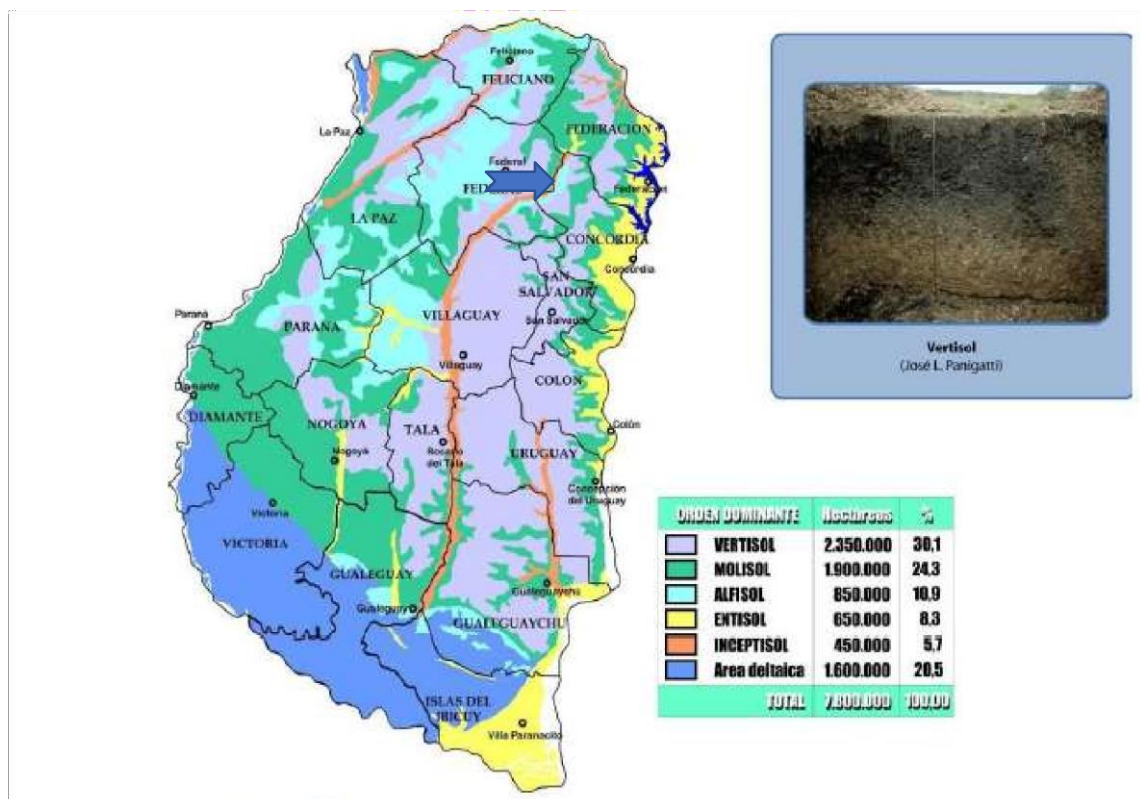 Feliciano
FELICIANO
La Paz
FEDERACION
Federal
Federacion
LA PAZ
CONCORDIA
Concordia
SAN
SALVADOR
San Salvador
Paraná
PARANA
VILLAGUAY
Villaguay
COLON
Diamante
DIAMANTE
NOGOYA
TALA
Colón
Nogoyá
Rosario
del Tala
URUGUAY
Concepción
del Uruguay
Victoria
VICTORIA
GUALEGUAY
Gualeguay
Gualeguaychu
GUALEGUAYCHU
ISLAS DEL
IBICUY
Villa Paranacito
Vertisol
(José L. Panigatti)
ORDEN DOMINANTE Hectareas %
VERTISOL 2.350.000 30,1
MOLISOL 1.900.000 24,3
ALFISOL 850.000 10,9
ENTISOL 650.000 8,3
INCEPTISOL 450.000 5,7
Area deltaica 1.600.000 20,5
TOTAL 7.800.000 100,00